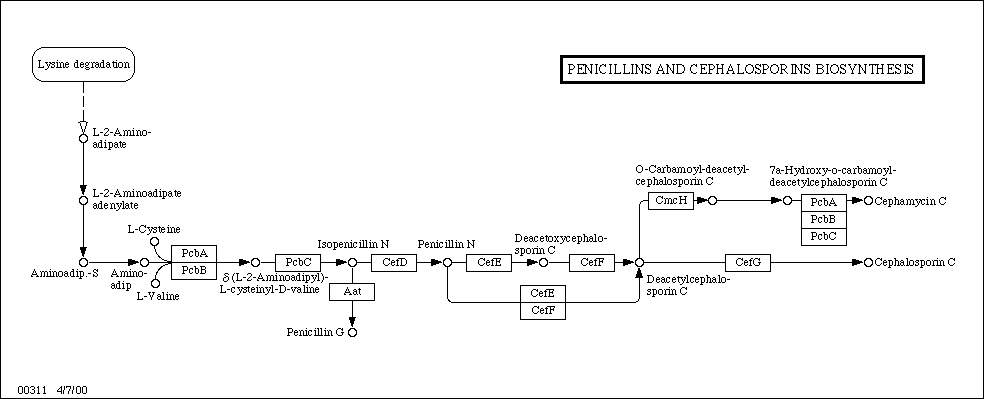 Lysine degradation
PENICILLINS AND CEPHALOSPORINS BIOSYNTHESIS
L-2-Amino-
adipate
L-2-Aminoadipate
adenylate
O-Carbamoyl-deacetyl-
cephalosporin C
7a-Hydroxy-o-carbamoyl-
deacetylcephalosporin C
CmcH
PcbA
PcbB
PcbC
Cephamycin C
L-Cysteine
PcbA
PcbB
Aminoadip.-S
Amino-
adip
L-Valine
PcbC
δ (L-2-Aminoadipyl)-
L-cysteinyl-D-valine
Isopenicillin N
CefD
Penicillin N
CefE
Deacetoxycephalo-
sporin C
CefF
Deacetylcephalo-
sporin C
CefG
Cephalosporin C
Aat
Penicillin G
CefE
CefF
00311 4/7/00